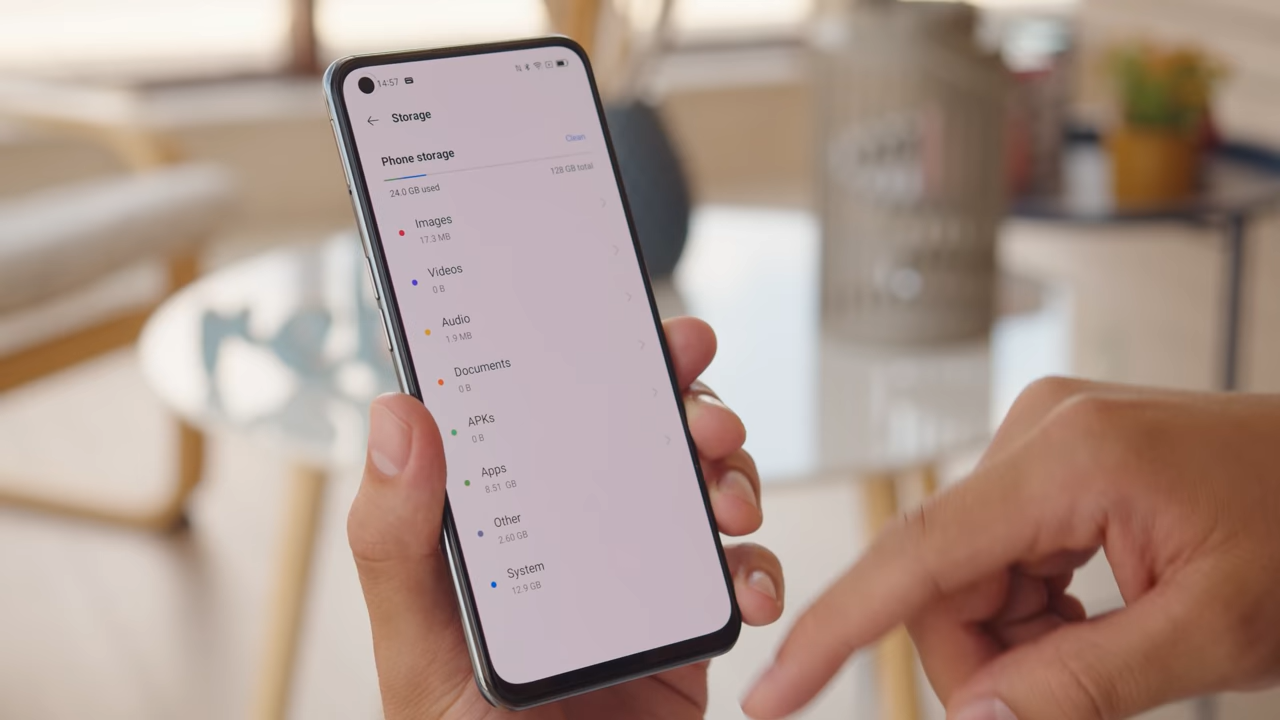 14:57
Storage
Clean
Phone storage
24.0 GB used
128 GB total
Images
17.3 MB
Videos
0 B
Audio
1.9 MB
Documents
0 B
APKs
0 B
Apps
8.51 GB
Other
2.60 GB
System
12.9 GB